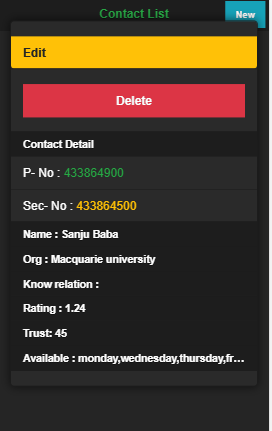 Contact List
New
Edit
Delete
Contact Detail
P- No : 433864900
Sec- No : 433864500
Name : Sanju Baba
Org : Macquarie university
Know relation :
Rating : 1.24
Trust: 45
Available : monday,wednesday,thursday,fr...